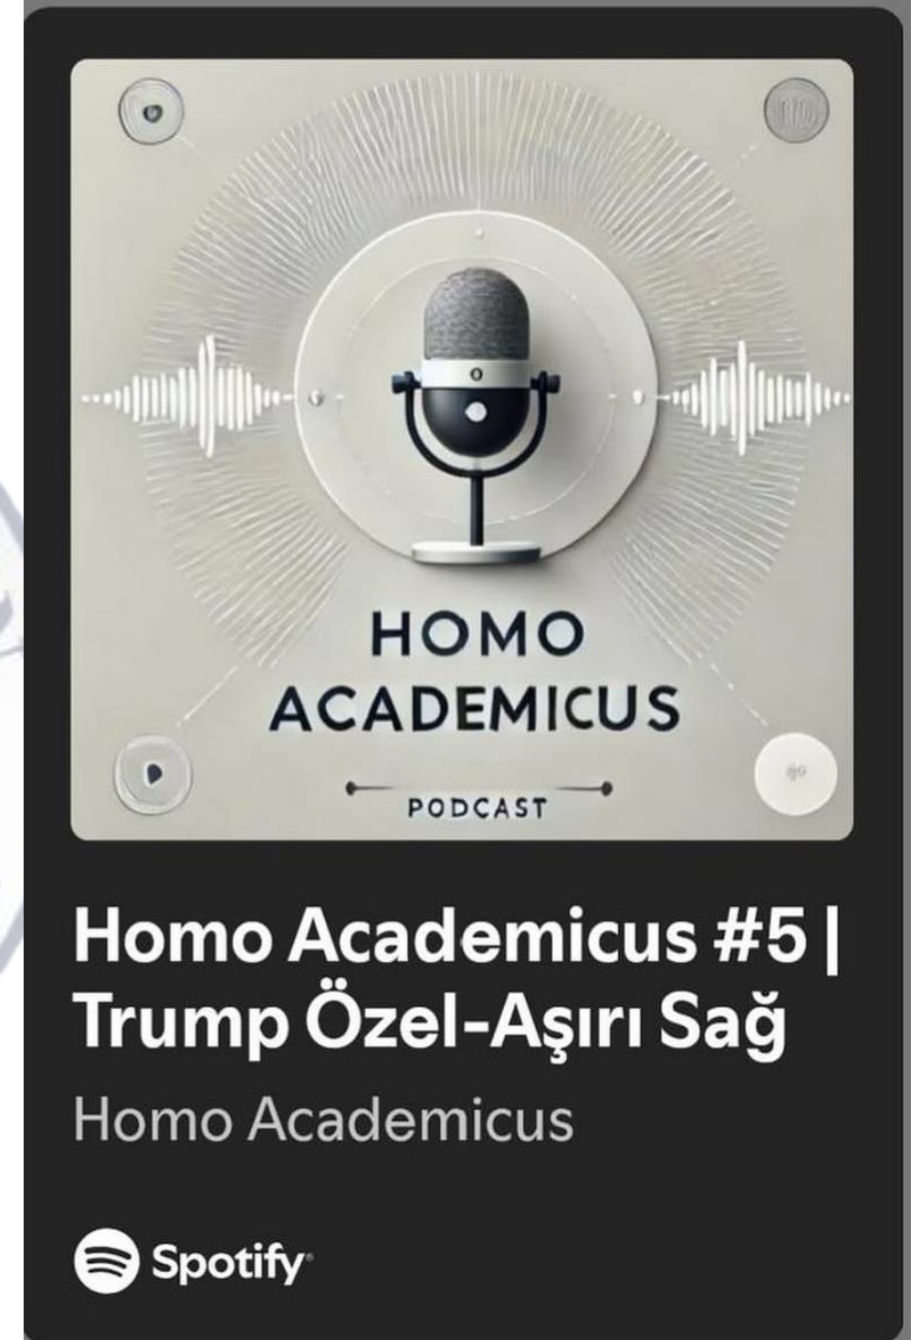 HOMO
ACADEMICUS
PODCAST
Homo Academicus #5 |
Trump Özel-Aşırı Sağ
Homo Academicus
Spotify